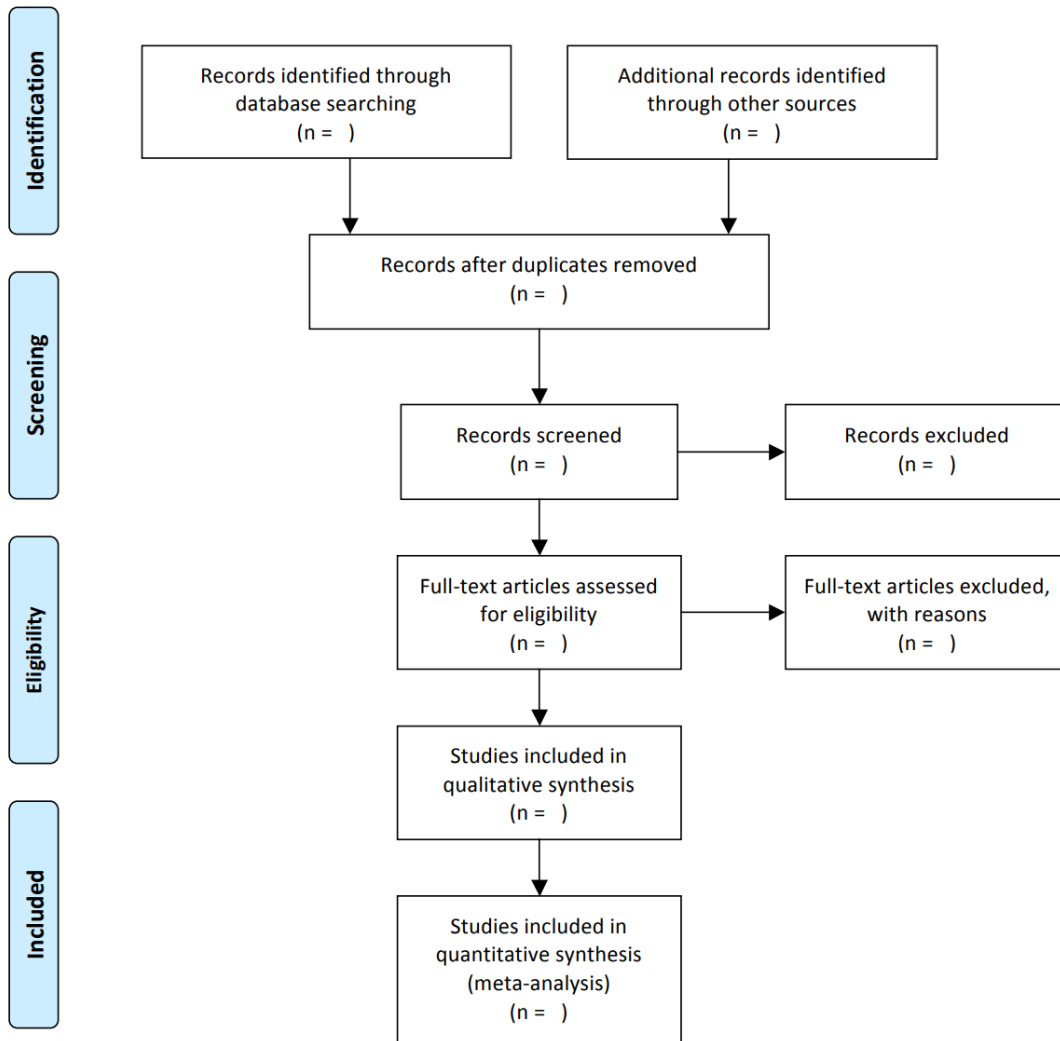 Identification
Records identified through
database searching
(n =   )
Additional records identified
through other sources
(n =   )
Records after duplicates removed
(n =   )
Screening
Records screened
(n =   )
Records excluded
(n =   )
Eligibility
Full-text articles assessed
for eligibility
(n =   )
Full-text articles excluded,
with reasons
(n =   )
Studies included in
qualitative synthesis
(n =   )
Included
Studies included in
quantitative synthesis
(meta-analysis)
(n =   )